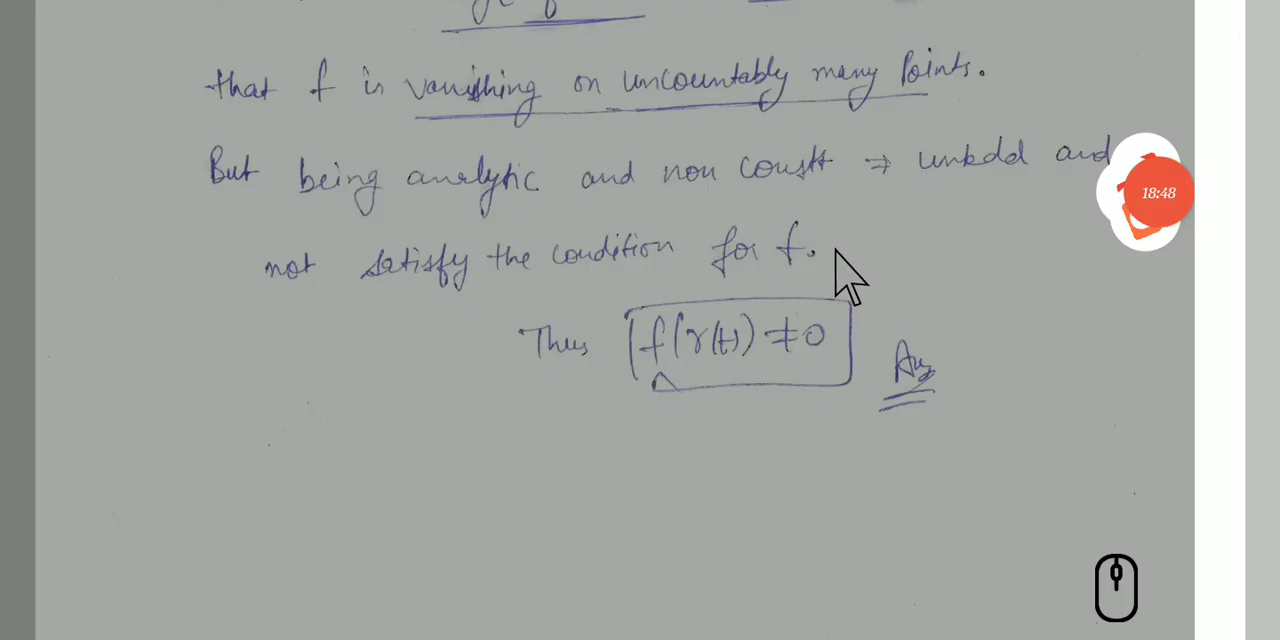 that f is vanishing on uncountably many points.
But being analytic and non constt ⇒ unbdd and
18:48
not satisfy the condition for f.
Thus f(γ(t)) ≠ 0
Ans